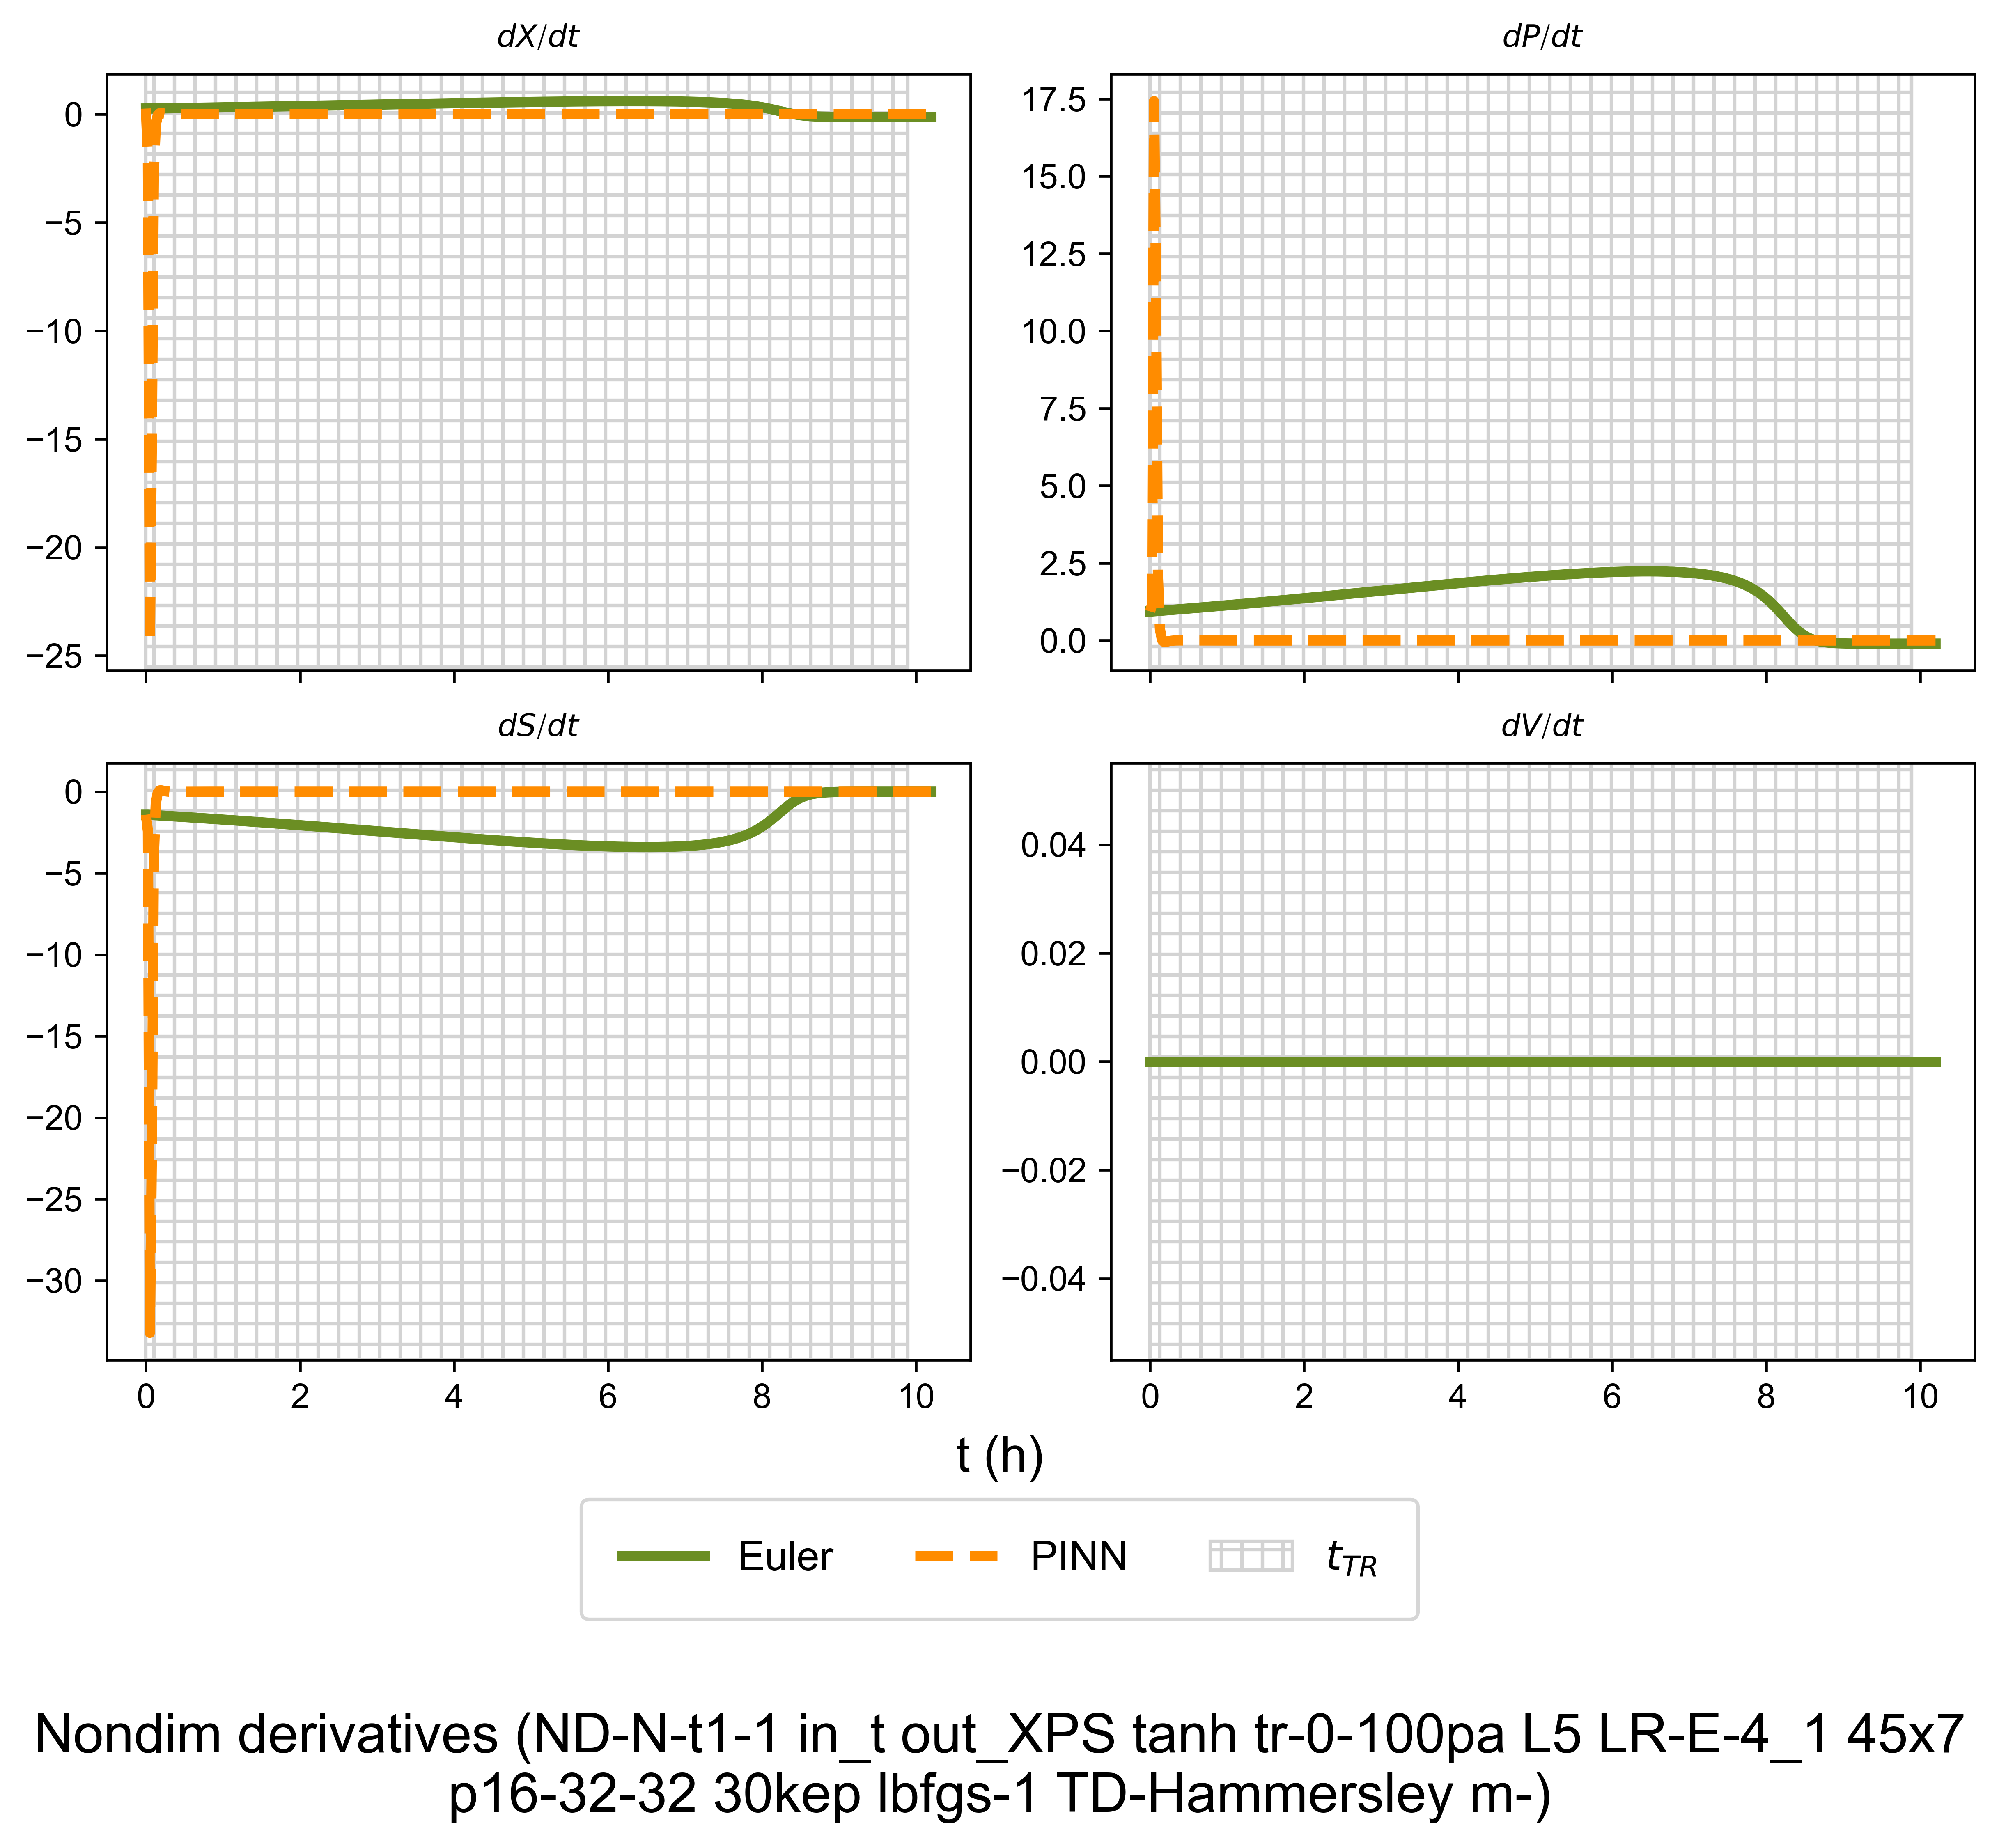 dX/dt
dP/dt
0
−5
−10
−15
−20
−25
17.5
15.0
12.5
10.0
7.5
5.0
2.5
0.0
dS/dt
dV/dt
0
−5
−10
−15
−20
−25
−30
0 2 4 6 8 10
0.04
0.02
0.00
−0.02
−0.04
0 2 4 6 8 10
t (h)
Euler PINN t_TR
Nondim derivatives (ND-N-t1-1 in_t out_XPS tanh tr-0-100pa L5 LR-E-4_1 45x7
p16-32-32 30kep lbfgs-1 TD-Hammersley m-)